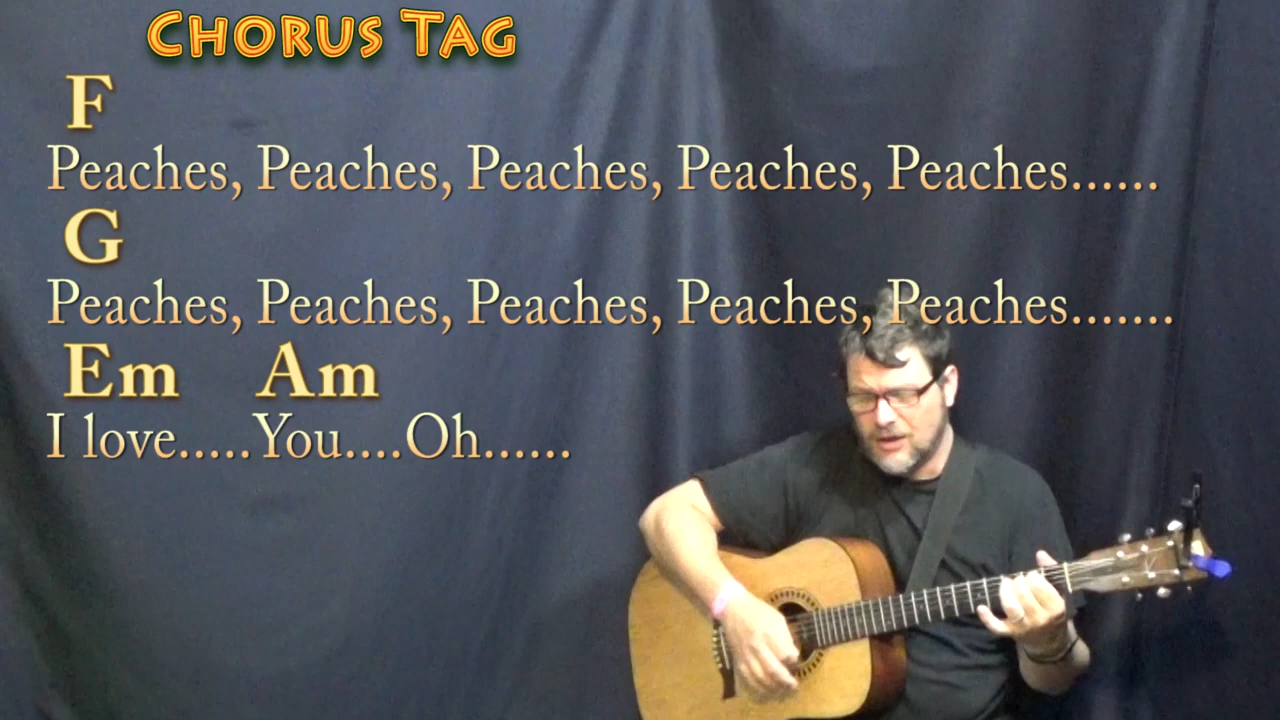 CHORUS TAG
F
Peaches, Peaches, Peaches, Peaches, Peaches......
G
Peaches, Peaches, Peaches, Peaches, Peaches.......
Em Am
I love.....You....Oh......